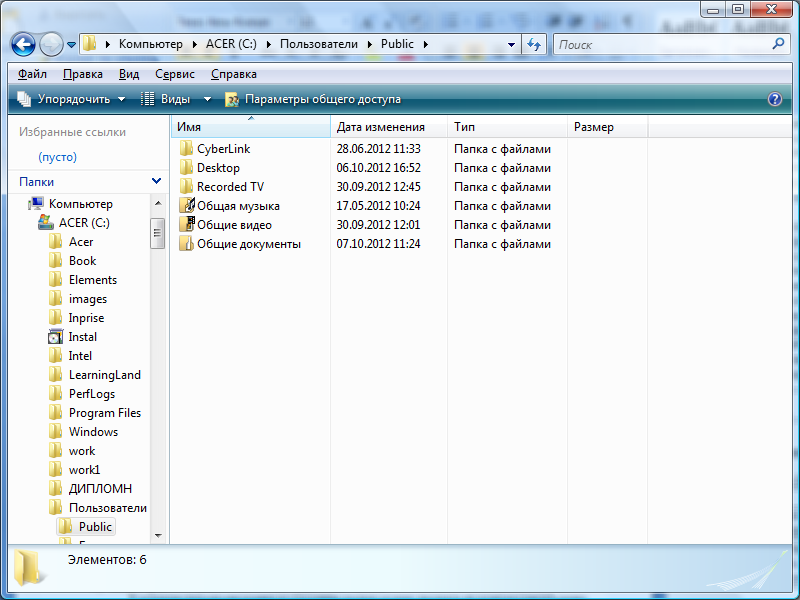 Компьютер ACER (C:) Пользователи Public Поиск
Файл Правка Вид Сервис Справка
Упорядочить Виды Параметры общего доступа
Избранные ссылки
(пусто)
Папки
Компьютер
ACER (C:)
Acer
Book
Elements
images
Inprise
Instal
Intel
LearningLand
PerfLogs
Program Files
Windows
work
work1
ДИПЛОМН
Пользователи
Public
Имя Дата изменения Тип Размер
CyberLink 28.06.2012 11:33 Папка с файлами
Desktop 06.10.2012 16:52 Папка с файлами
Recorded TV 30.09.2012 12:45 Папка с файлами
Общая музыка 17.05.2012 10:24 Папка с файлами
Общие видео 30.09.2012 12:01 Папка с файлами
Общие документы 07.10.2012 11:24 Папка с файлами
Элементов: 6